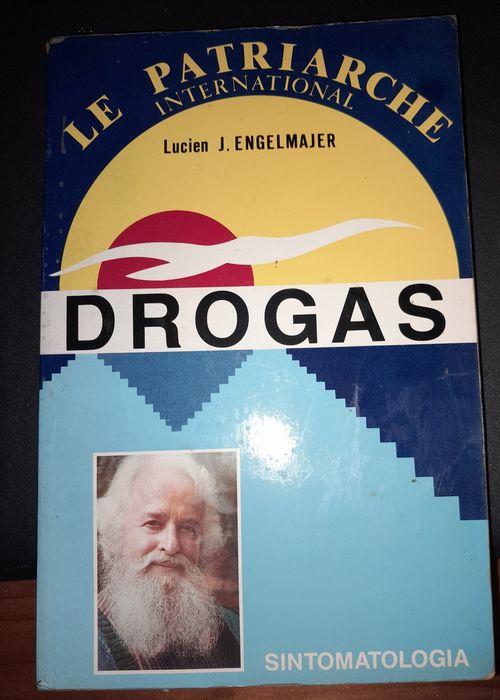 LE PATRIARCHE
INTERNATIONAL
Lucien J. ENGELMAJER
DROGAS
SINTOMATOLOGIA